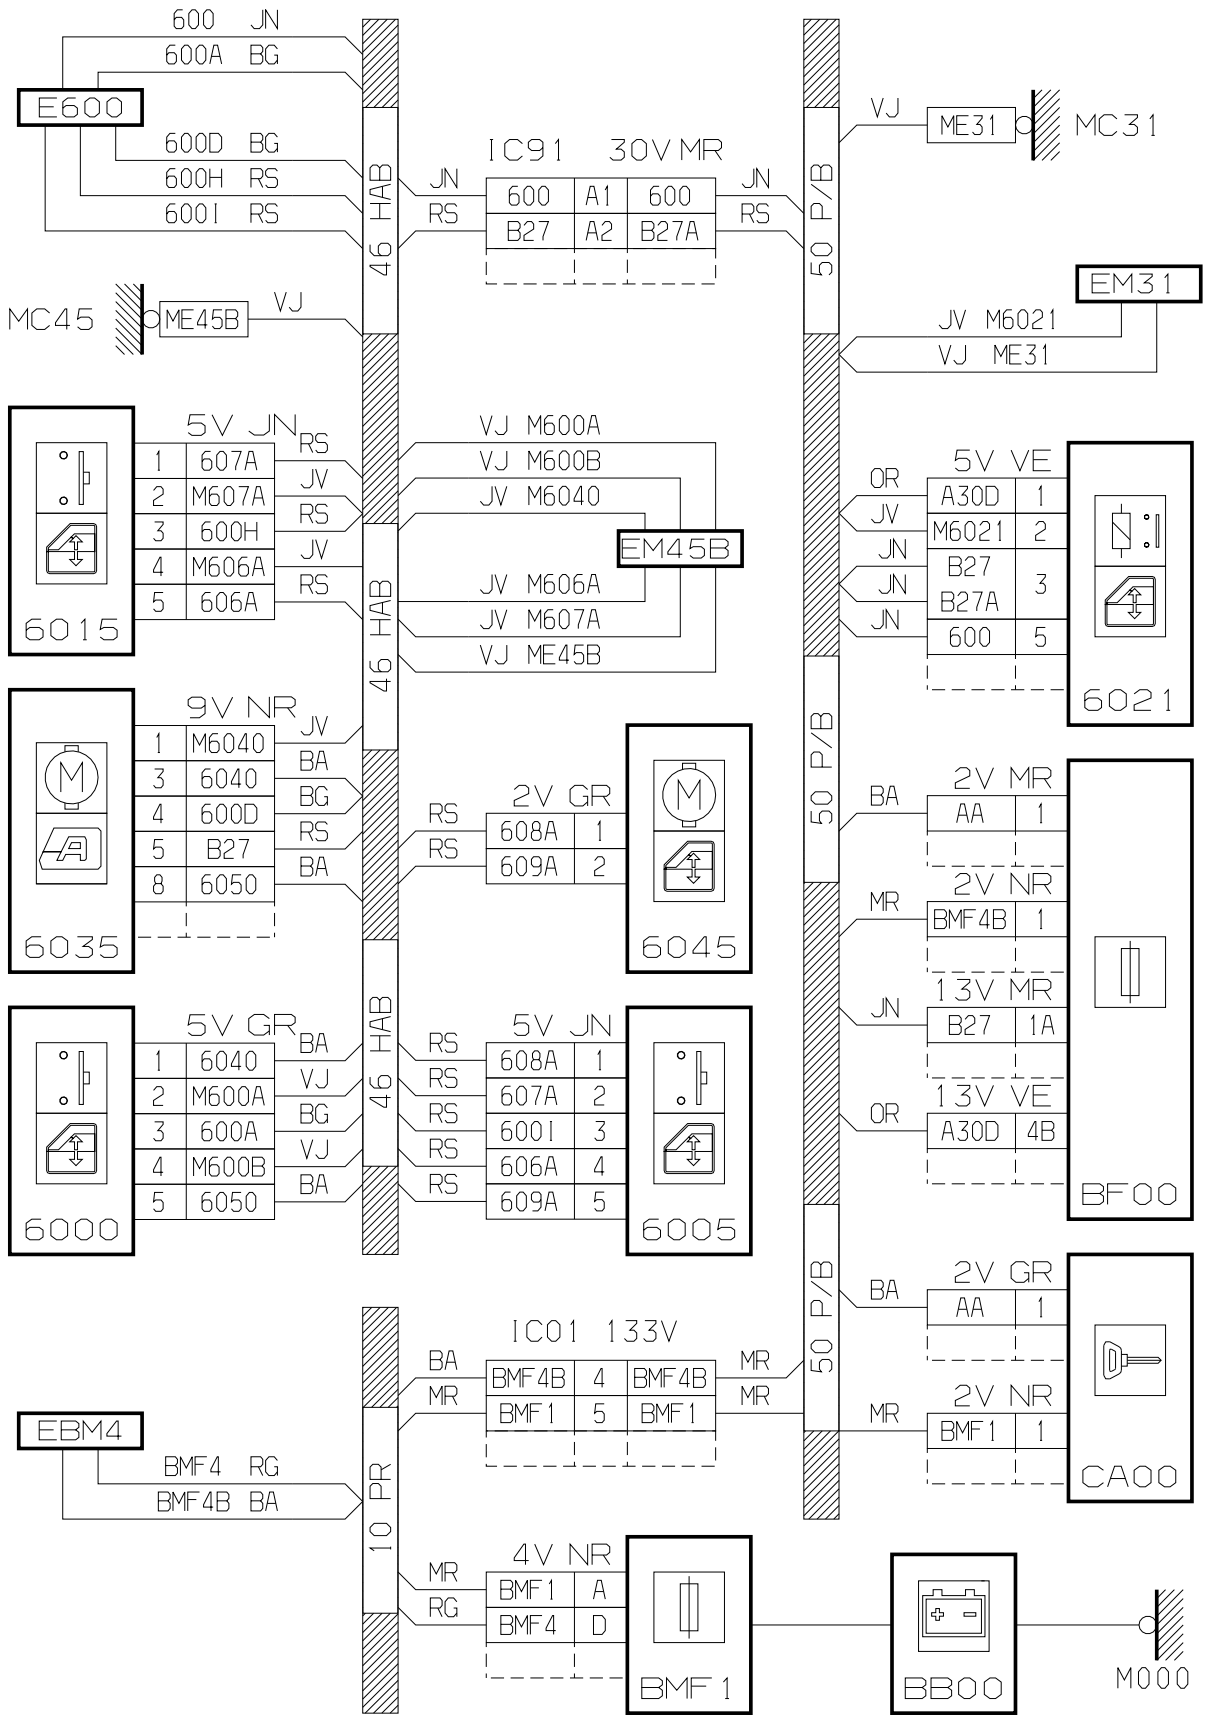 600 JN
600A BG
E600
600D BG
600H RS
600I RS
46 HAB
JN
RS
IC91 30V MR
600 A1 600
B27 A2 B27A
JN
RS
50 P/B
VJ
ME31
MC31
EM31
JV M6021
VJ ME31
MC45
ME45B
VJ
5V JN
1 607A RS
2 M607A JV
3 600H RS
4 M606A JV
5 606A RS
6015
46 HAB
VJ M600A
VJ M600B
JV M6040
EM45B
JV M606A
JV M607A
VJ ME45B
5V VE
OR A30D 1
JV M6021 2
JN B27
JN B27A
3
JN 600 5
6021
9V NR
1 M6040 JV
3 6040 BA
4 600D BG
5 B27 RS
8 6050 BA
6035
M
2V GR
RS 608A 1
RS 609A 2
M
6045
50 P/B
2V MR
BA AA 1
2V NR
MR BMF4B 1
13V MR
JN B27 1A
13V VE
OR A30D 4B
BF00
5V GR
1 6040 BA
2 M600A VJ
3 600A BG
4 M600B VJ
5 6050 BA
6000
46 HAB
5V JN
RS 608A 1
RS 607A 2
RS 600I 3
RS 606A 4
RS 609A 5
6005
50 P/B
2V GR
BA AA 1
2V NR
MR BMF1 1
CA00
IC01 133V
BA BMF4B 4 BMF4B MR
MR BMF1 5 BMF1 MR
EBM4
BMF4 RG
BMF4B BA
10 PR
4V NR
MR BMF1 A
RG BMF4 D
BMF1
+ -
BB00
M000